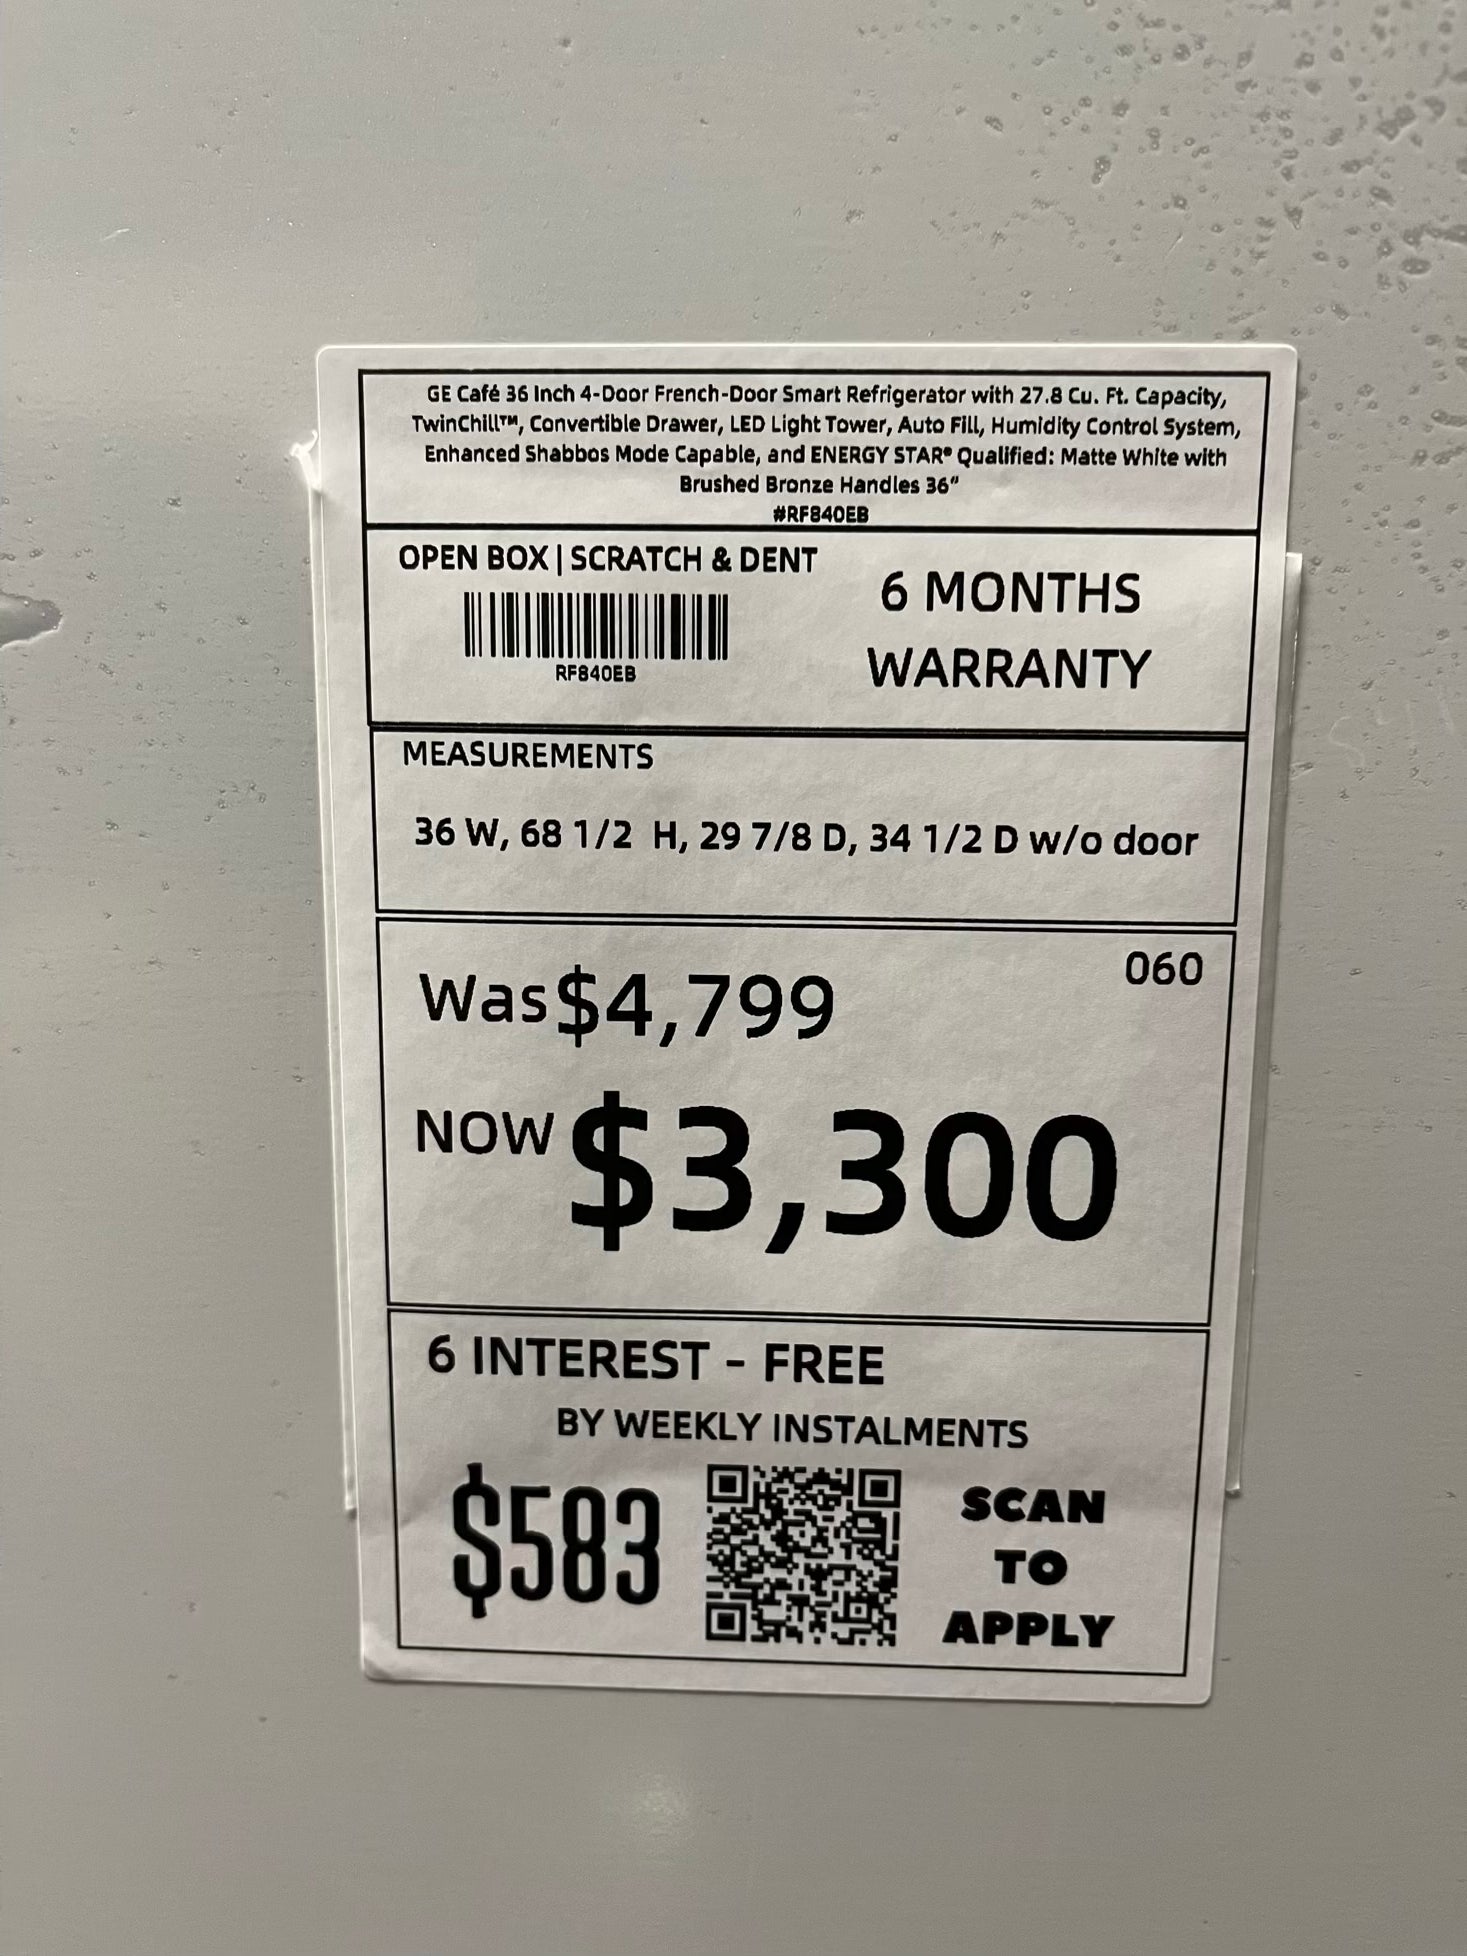 GE Café 36 Inch 4-Door French-Door Smart Refrigerator with 27.8 Cu. Ft. Capacity,
TwinChill™, Convertible Drawer, LED Light Tower, Auto Fill, Humidity Control System,
Enhanced Shabbos Mode Capable, and ENERGY STAR® Qualified: Matte White with
Brushed Bronze Handles 36"
#RF840EB
OPEN BOX | SCRATCH & DENT
RF840EB
6 MONTHS
WARRANTY
MEASUREMENTS
36 W, 68 1/2 H, 29 7/8 D, 34 1/2 D w/o door
060
Was $4,799
NOW $3,300
6 INTEREST - FREE
BY WEEKLY INSTALMENTS
$583
SCAN
TO
APPLY